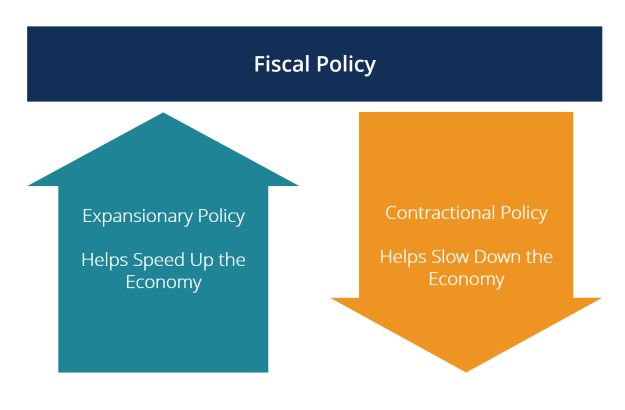 Fiscal Policy
Expansionary Policy
Helps Speed Up the
Economy
Contractional Policy
Helps Slow Down the
Economy